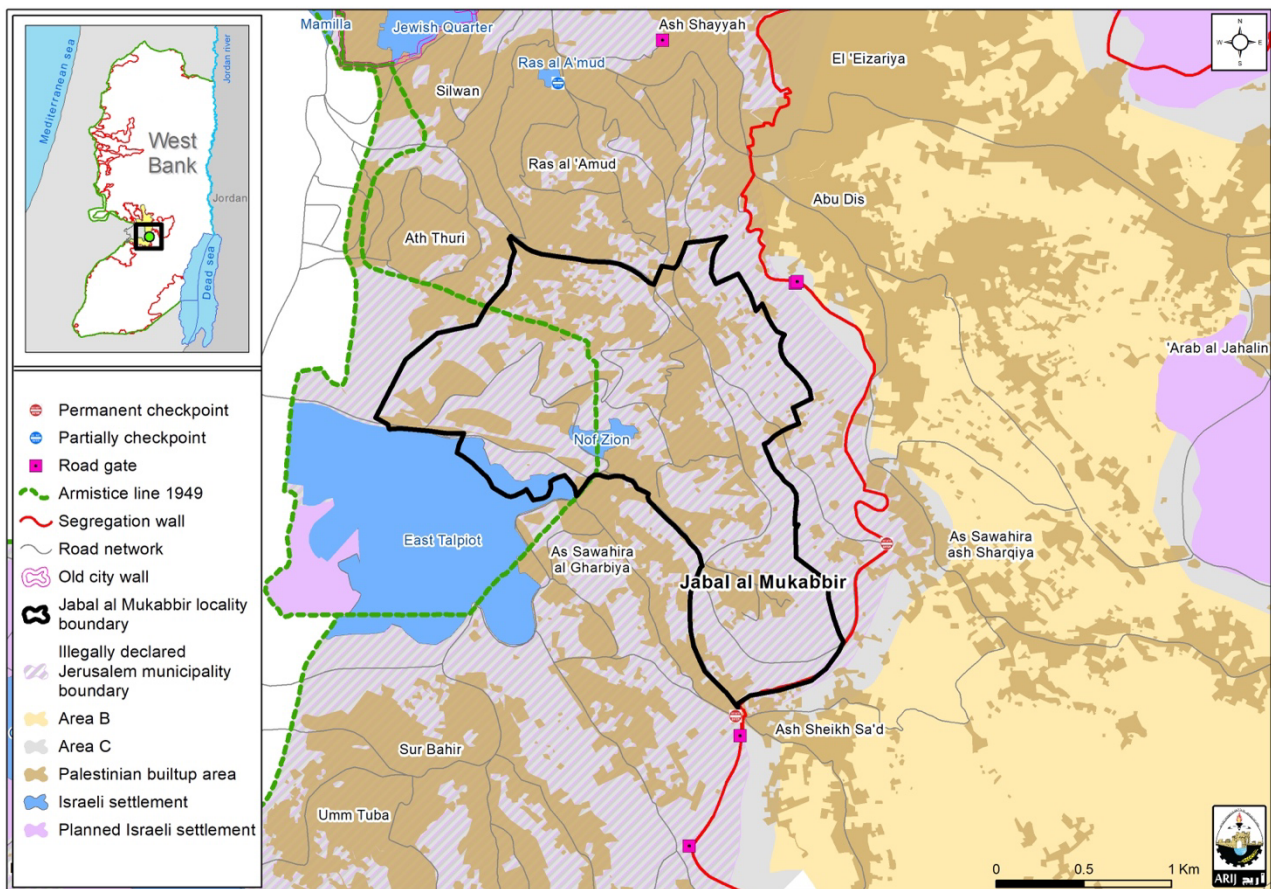 Mediterranean sea
Jordan river
West
Bank
Jordan
Dead sea
Permanent checkpoint
Partially checkpoint
Road gate
Armistice line 1949
Segregation wall
Road network
Old city wall
Jabal al Mukabbir locality
boundary
Illegally declared
Jerusalem municipality
boundary
Area B
Area C
Palestinian builtup area
Israeli settlement
Planned Israeli settlement
Mamilla
Jewish Quarter
Ash Shayyah
N
W
E
S
El 'Eizariya
Ras al A'mud
Silwan
Ras al 'Amud
Abu Dis
Ath Thuri
'Arab al Jahalin
Nof Zion
East Talpiot
As Sawahira
al Gharbiya
As Sawahira
ash Sharqiya
Jabal al Mukabbir
Ash Sheikh Sa'd
Sur Bahir
Umm Tuba
0 0.5 1 Km
ARIJ أريج